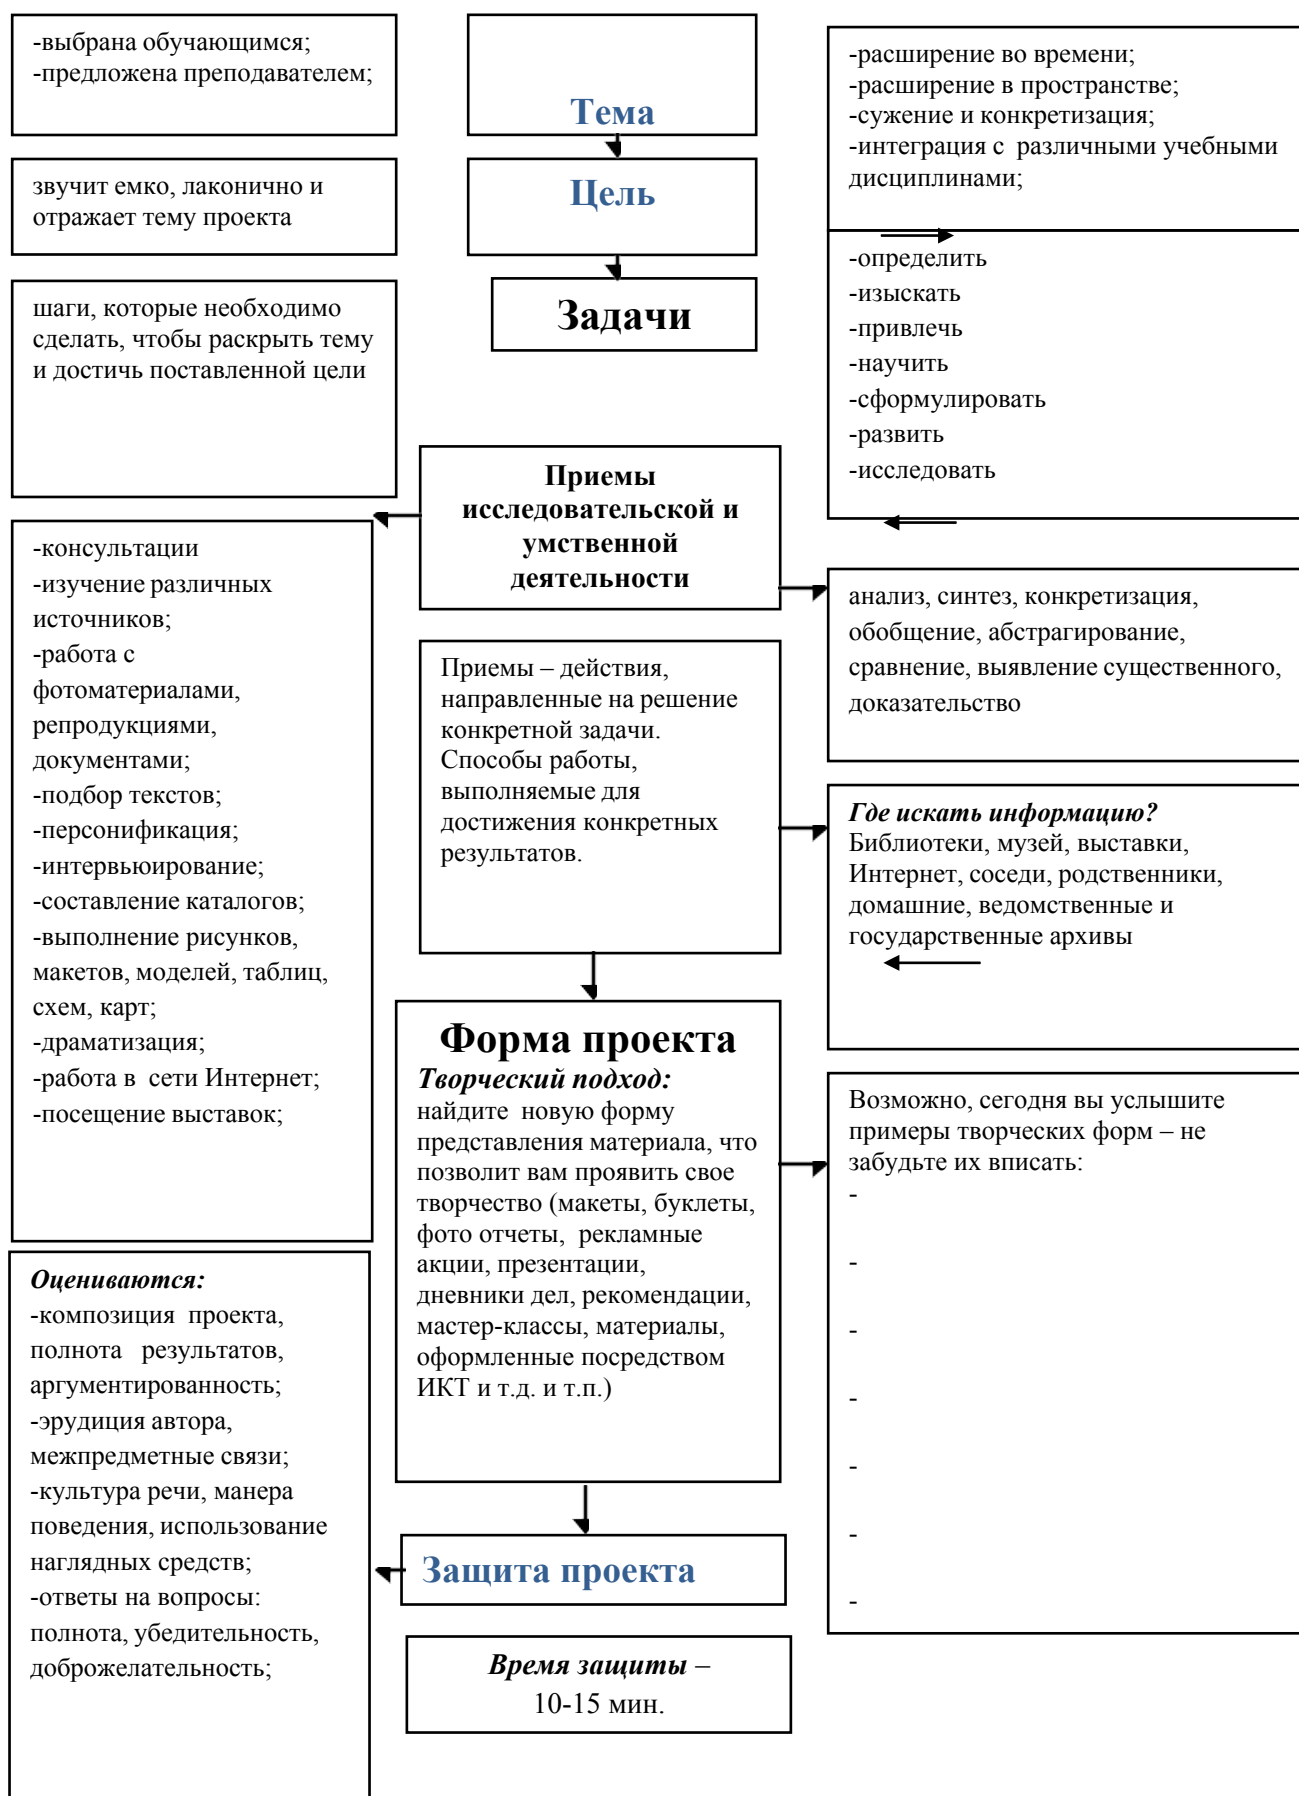 -выбрана обучающимся;
-предложена преподавателем;
Тема
-расширение во времени;
-расширение в пространстве;
-сужение и конкретизация;
-интеграция с различными учебными
дисциплинами;
звучит емко, лаконично и
отражает тему проекта
Цель
шаги, которые необходимо
сделать, чтобы раскрыть тему
и достичь поставленной цели
Задачи
-определить
-изыскать
-привлечь
-научить
-сформулировать
-развить
-исследовать
Приемы
исследовательской и
умственной
деятельности
-консультации
-изучение различных
источников;
-работа с
фотоматериалами,
репродукциями,
документами;
-подбор текстов;
-персонификация;
-интервьюирование;
-составление каталогов;
-выполнение рисунков,
макетов, моделей, таблиц,
схем, карт;
-драматизация;
-работа в сети Интернет;
-посещение выставок;
анализ, синтез, конкретизация,
обобщение, абстрагирование,
сравнение, выявление существенного,
доказательство
Приемы – действия,
направленные на решение
конкретной задачи.
Способы работы,
выполняемые для
достижения конкретных
результатов.
Где искать информацию?
Библиотеки, музей, выставки,
Интернет, соседи, родственники,
домашние, ведомственные и
государственные архивы
Форма проекта
Творческий подход:
найдите новую форму
представления материала, что
позволит вам проявить свое
творчество (макеты, буклеты,
фото отчеты, рекламные
акции, презентации,
дневники дел, рекомендации,
мастер-классы, материалы,
оформленные посредством
ИКТ и т.д. и т.п.)
Возможно, сегодня вы услышите
примеры творческих форм – не
забудьте их вписать:
-
-
-
-
-
-
-
Оцениваются:
-композиция проекта,
полнота результатов,
аргументированность;
-эрудиция автора,
межпредметные связи;
-культура речи, манера
поведения, использование
наглядных средств;
-ответы на вопросы:
полнота, убедительность,
доброжелательность;
Защита проекта
Время защиты –
10-15 мин.